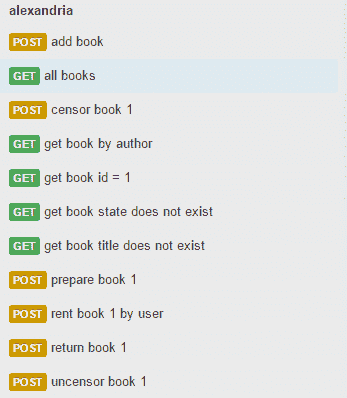 alexandria
POST add book
GET all books
POST censor book 1
GET get book by author
GET get book id = 1
GET get book state does not exist
GET get book title does not exist
POST prepare book 1
POST rent book 1 by user
POST return book 1
POST uncensor book 1